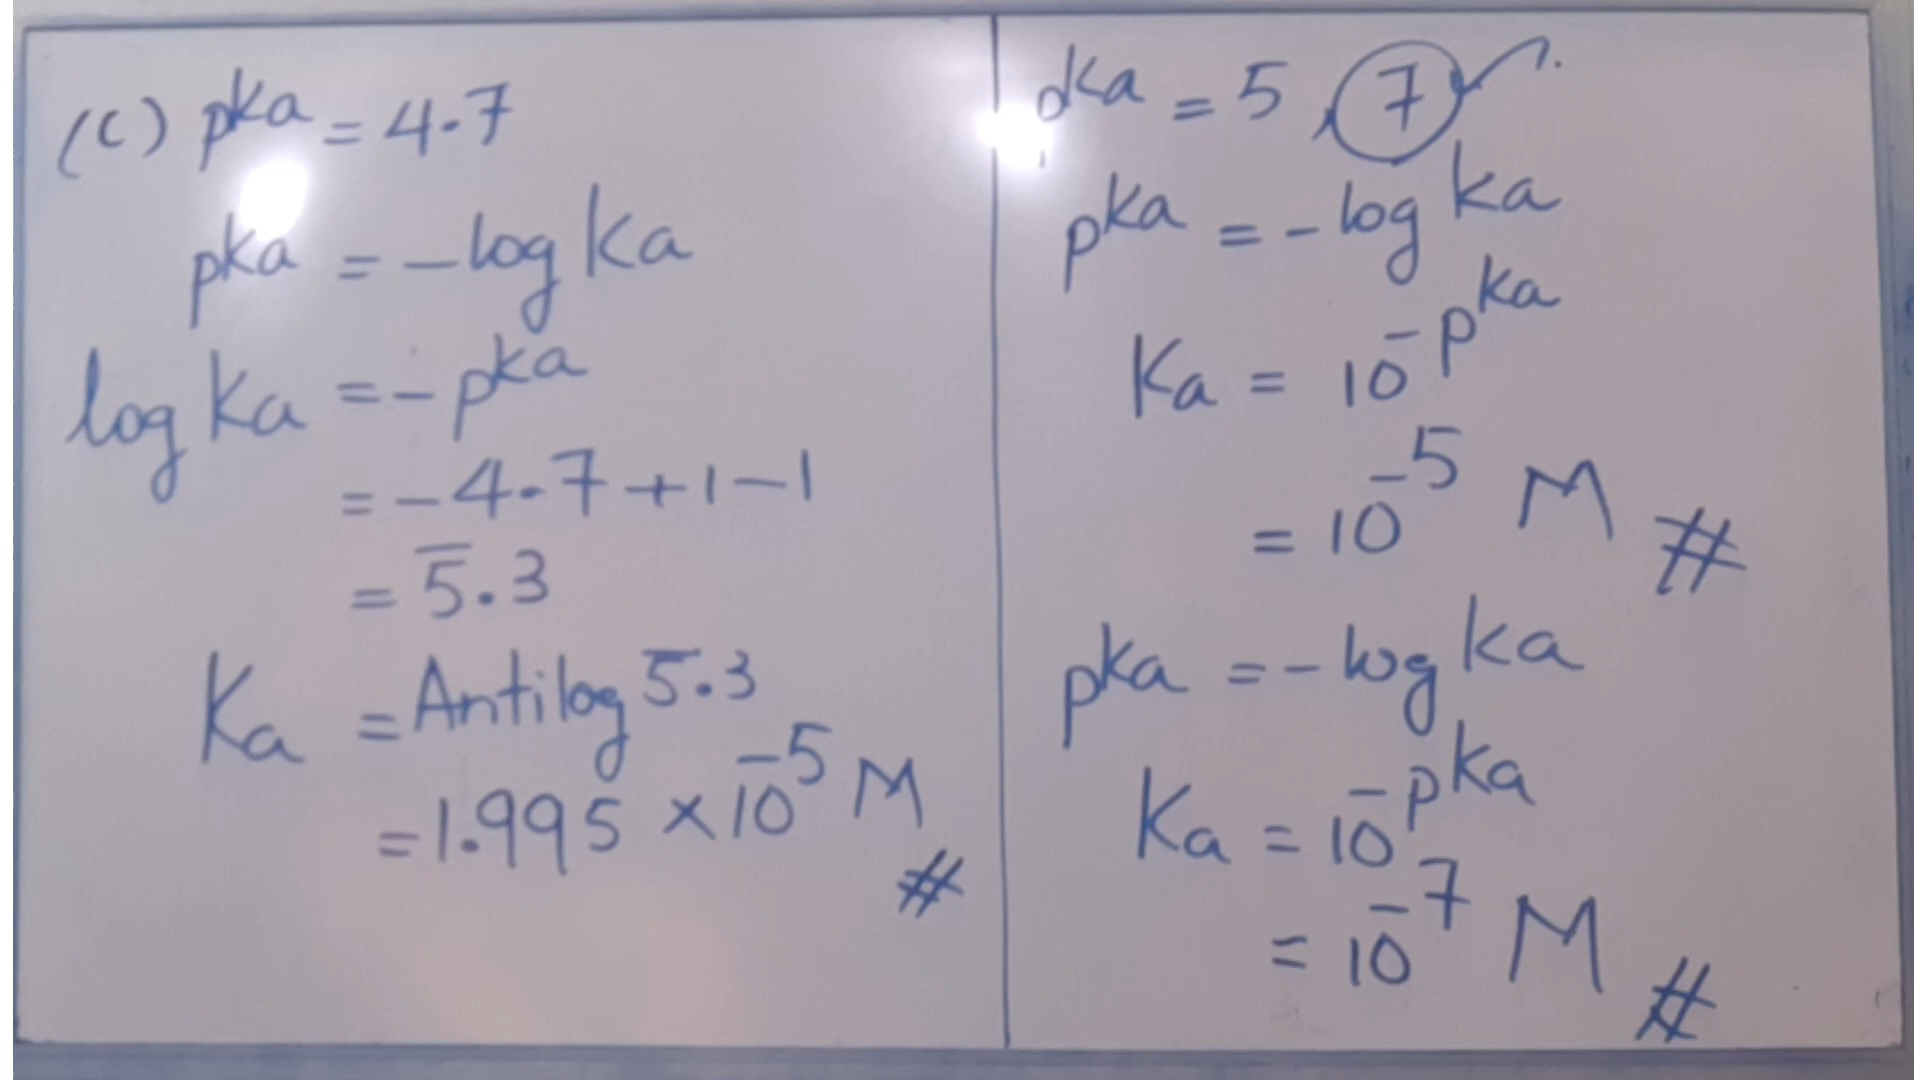 (C) pka = 4.7
pka = -log Ka
log Ka = -pka
= -4.7+1-1
= 5̅.3
Ka = Antilog 5̅.3
= 1.995 × 10⁻⁵ M
#
pka = 5, 7
pka = -log ka
Ka = 10^-pka
= 10⁻⁵ M
#
pka = -log ka
Ka = 10^-pka
= 10⁻⁷ M
#